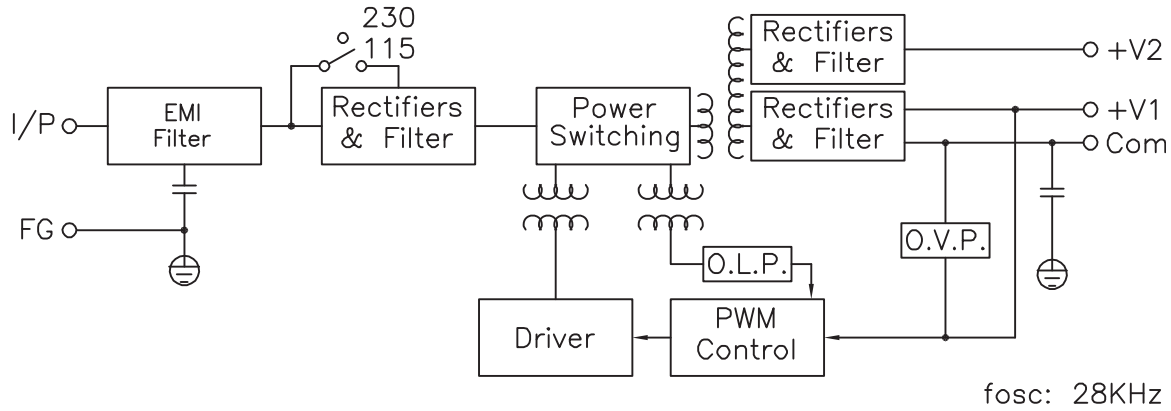 230
115
I/P
EMI
Filter
Rectifiers
& Filter
Power
Switching
Rectifiers
& Filter
+V2
Rectifiers
& Filter
+V1
Com
FG
O.V.P.
O.L.P.
Driver
PWM
Control
fosc: 28KHz